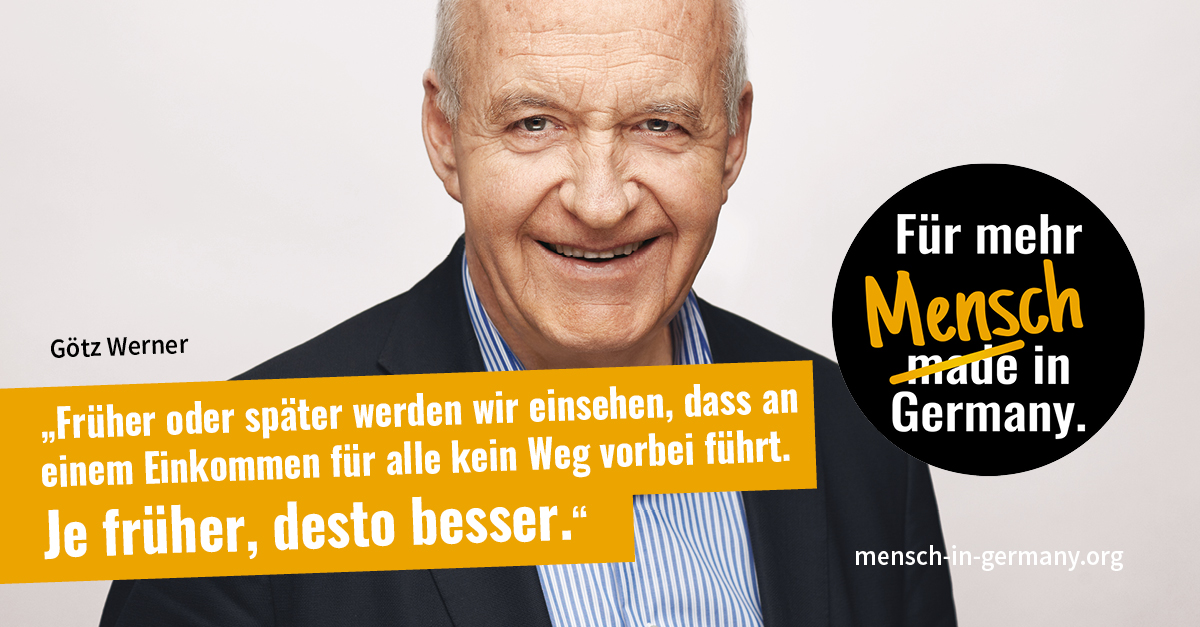 Götz Werner
„Früher oder später werden wir einsehen, dass an
einem Einkommen für alle kein Weg vorbei führt.
Je früher, desto besser.“
Für mehr
Mensch
made in
Germany.
mensch-in-germany.org